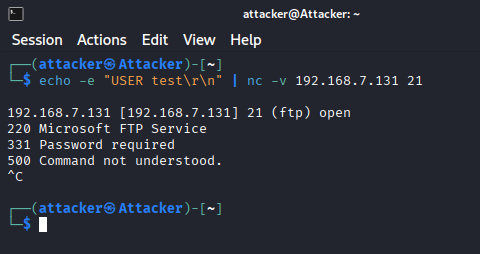 attacker@Attacker: ~
Session Actions Edit View Help
┌──(attacker㉿Attacker)-[~]
└─$ echo -e "USER test\r\n" | nc -v 192.168.7.131 21
192.168.7.131 [192.168.7.131] 21 (ftp) open
220 Microsoft FTP Service
331 Password required
500 Command not understood.
^C
┌──(attacker㉿Attacker)-[~]
└─$